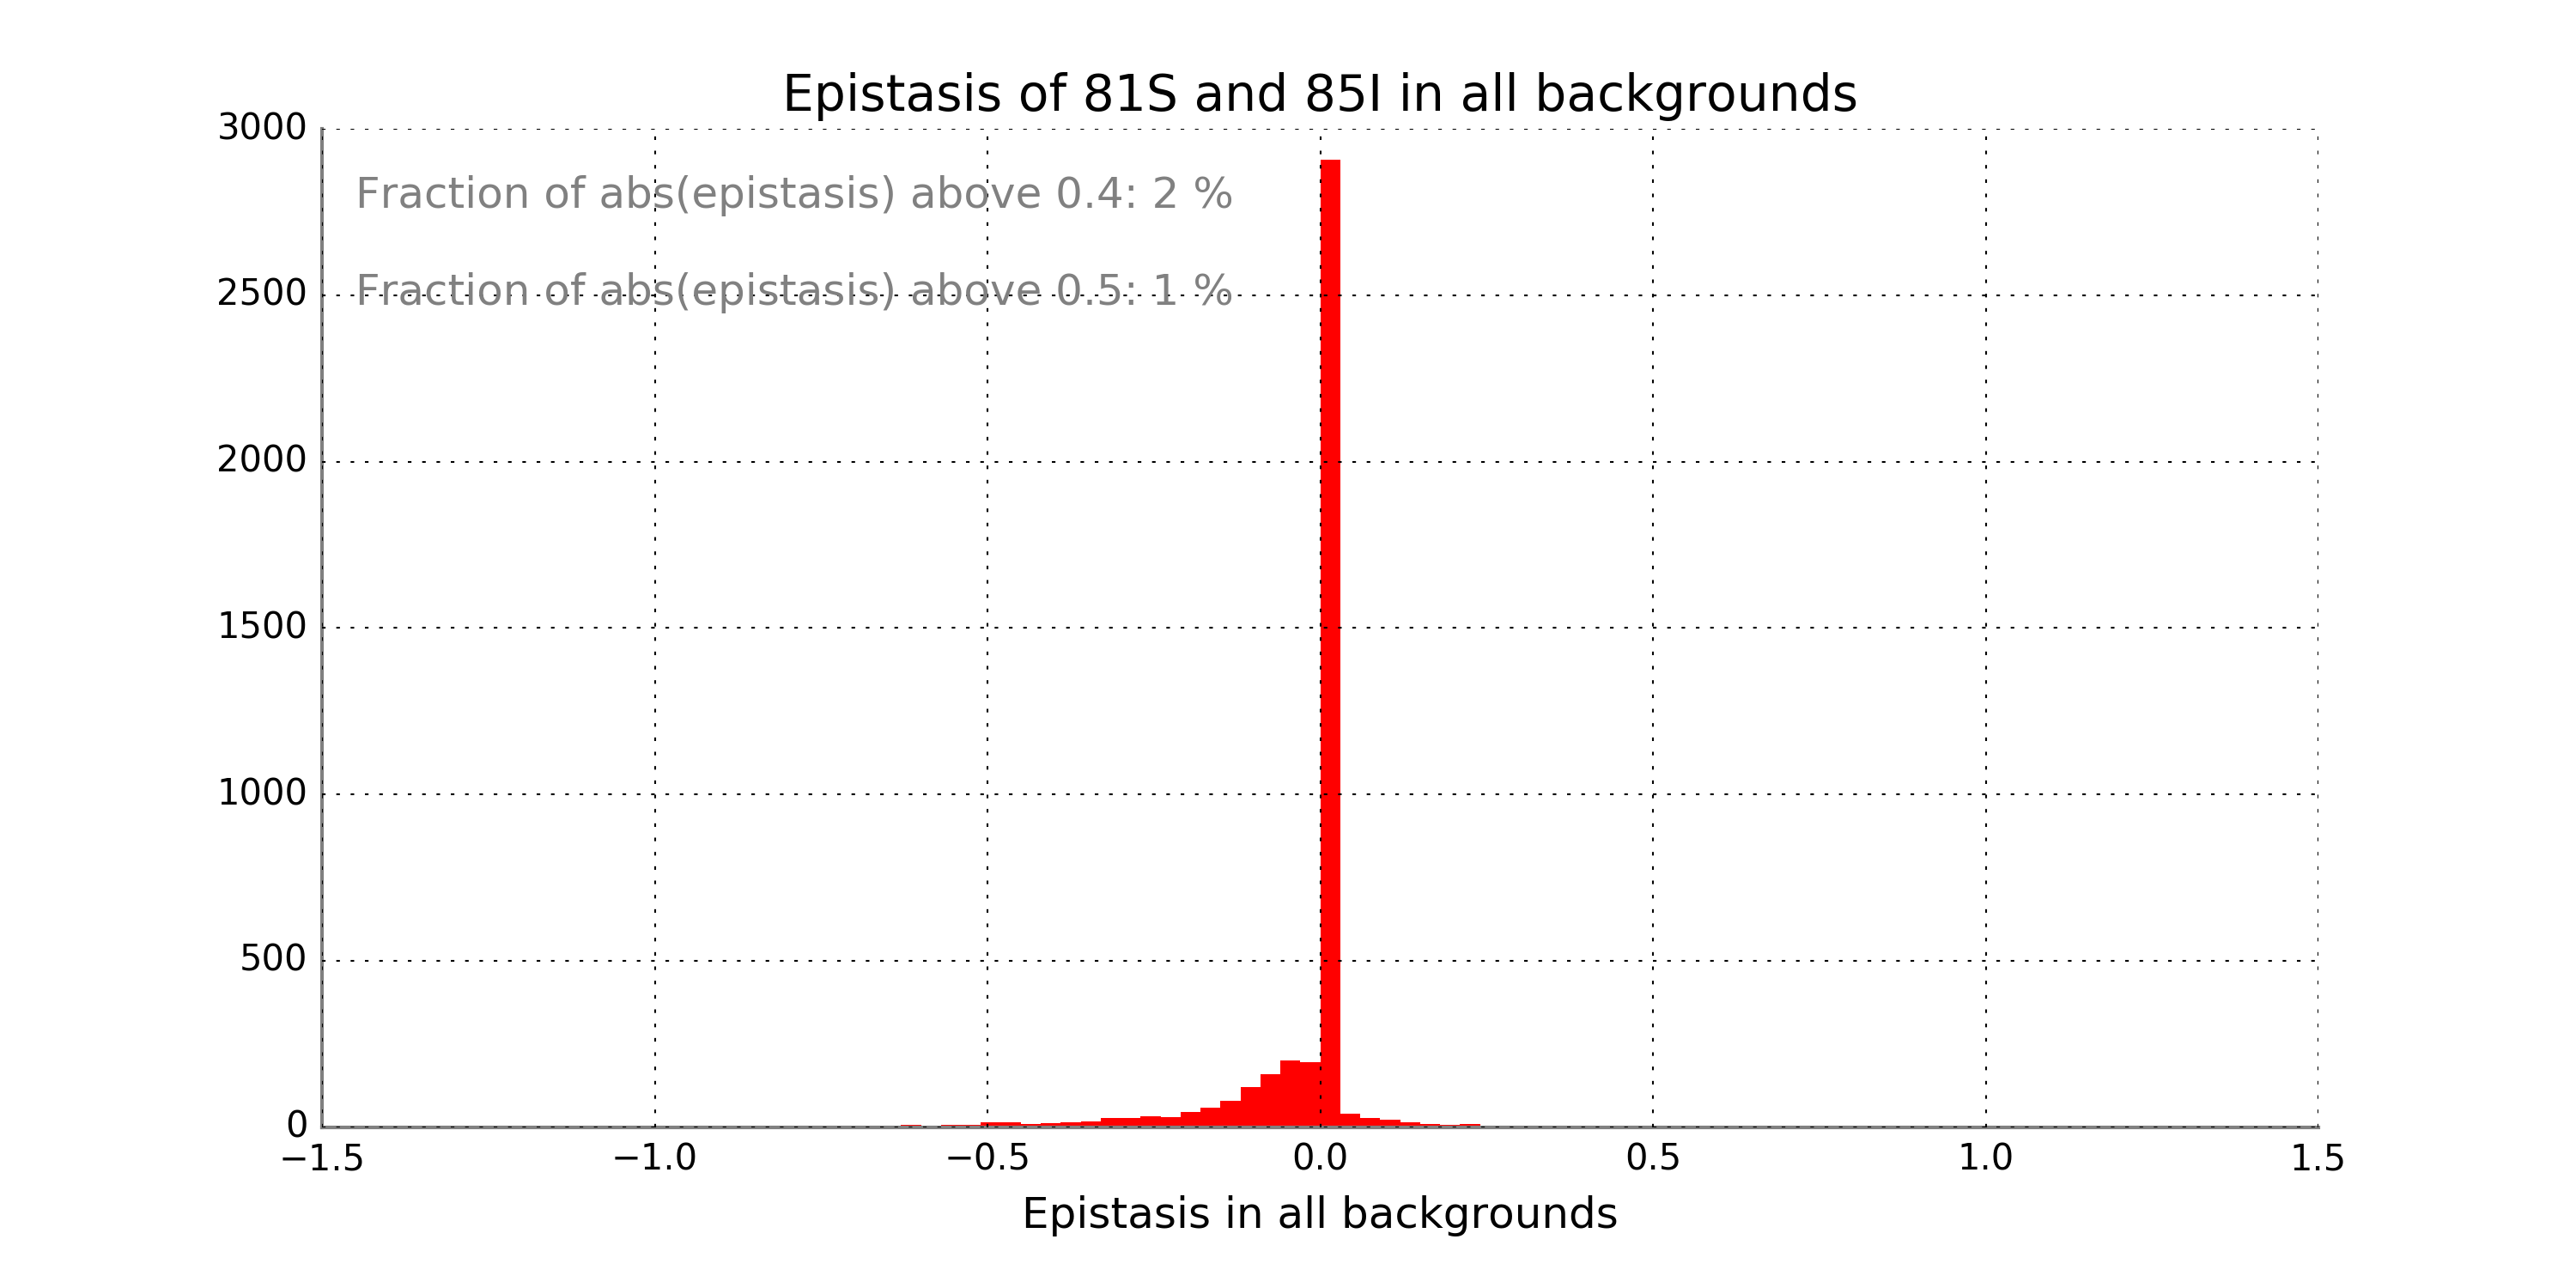 Epistasis of 81S and 85I in all backgrounds
3000
Fraction of abs(epistasis) above 0.4: 2 %
2500
Fraction of abs(epistasis) above 0.5: 1 %
2000
1500
1000
500
0
−1.5 −1.0 −0.5 0.0 0.5 1.0 1.5
Epistasis in all backgrounds